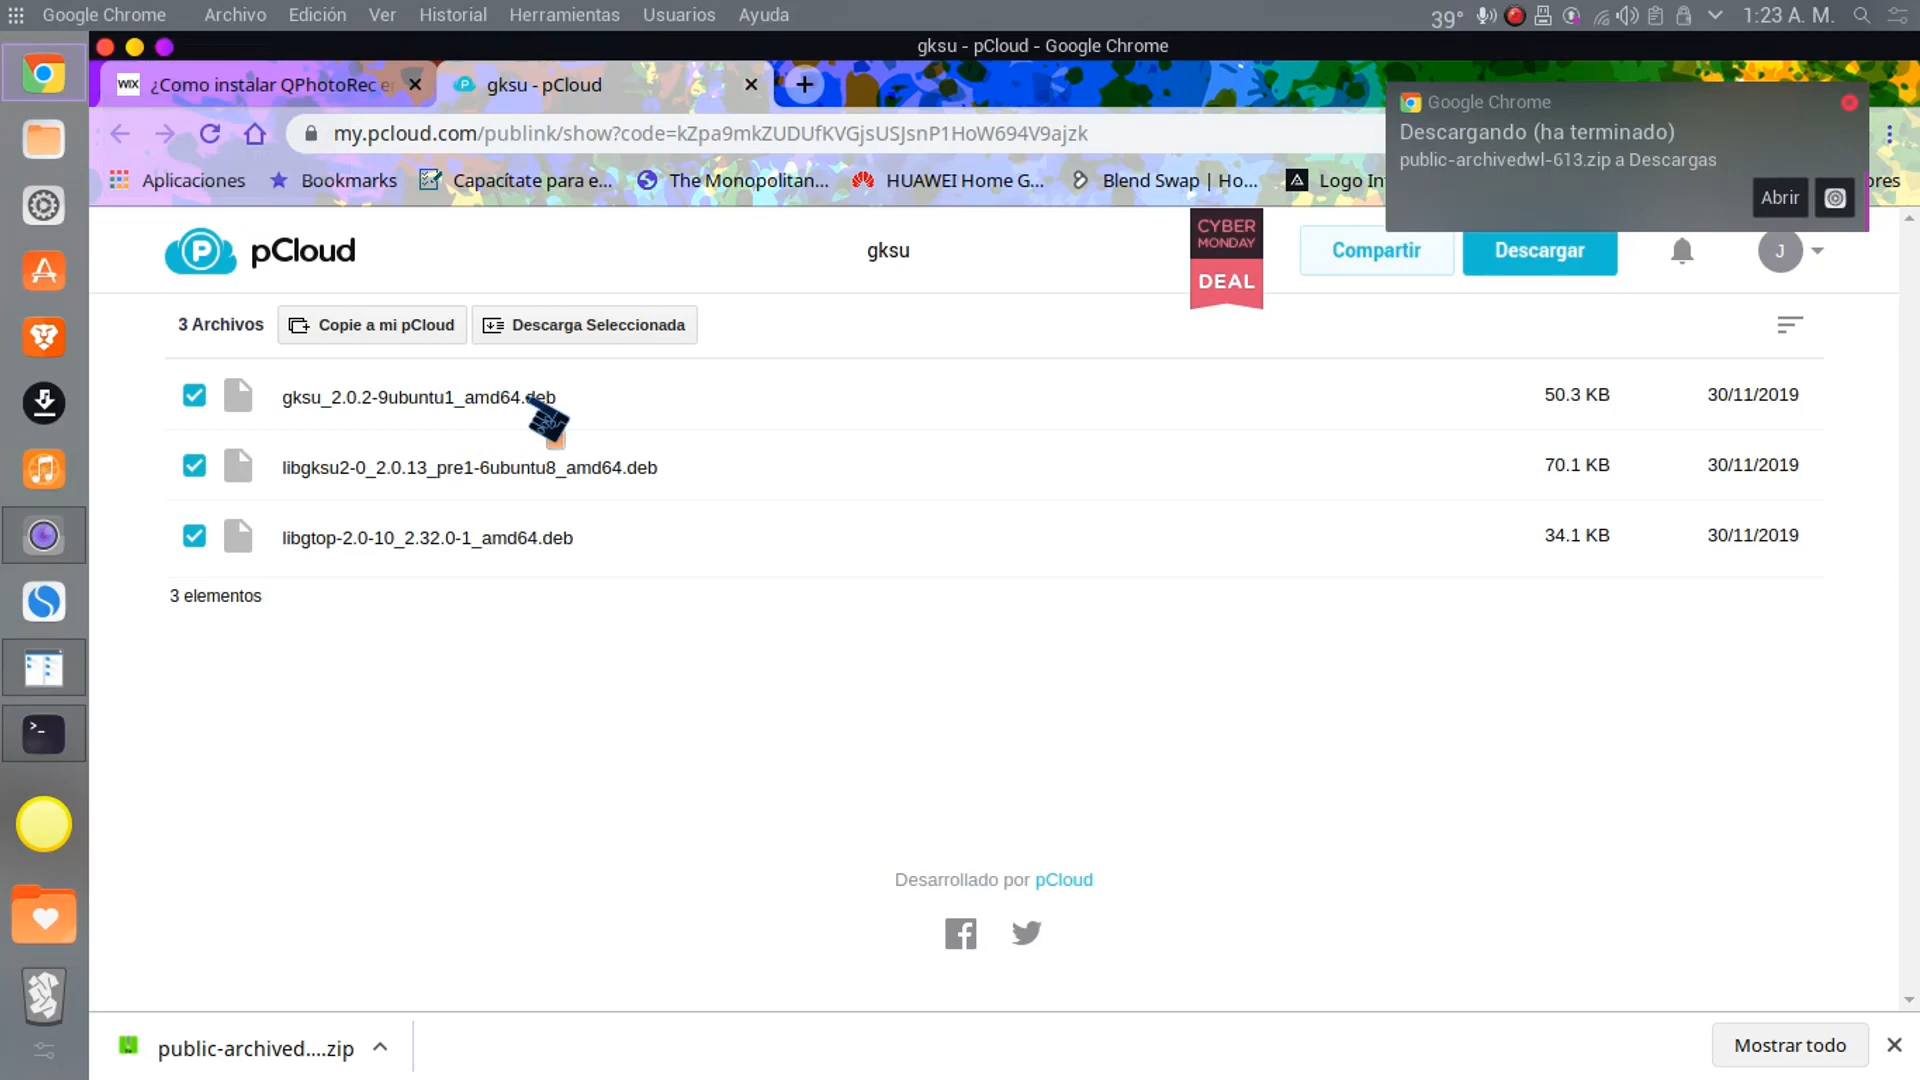 Google Chrome Archivo Edición Ver Historial Herramientas Usuarios Ayuda 39° 1:23 A. M.
gksu - pCloud - Google Chrome
WIX ¿Como instalar QPhotoRec e gksu - pCloud
Google Chrome
Descargando (ha terminado)
public-archivedwl-613.zip a Descargas
Abrir
my.pcloud.com/publink/show?code=kZpa9mkZUDUfKVGjsUSJsnP1HoW694V9ajzk
Aplicaciones Bookmarks Capacítate para e... The Monopolitan... HUAWEI Home G... Blend Swap | Ho... Logo In ores
P pCloud gksu CYBER MONDAY DEAL Compartir Descargar J
3 Archivos Copie a mi pCloud Descarga Seleccionada
gksu_2.0.2-9ubuntu1_amd64.deb 50.3 KB 30/11/2019
libgksu2-0_2.0.13_pre1-6ubuntu8_amd64.deb 70.1 KB 30/11/2019
libgtop-2.0-10_2.32.0-1_amd64.deb 34.1 KB 30/11/2019
3 elementos
Desarrollado por pCloud
public-archived....zip Mostrar todo